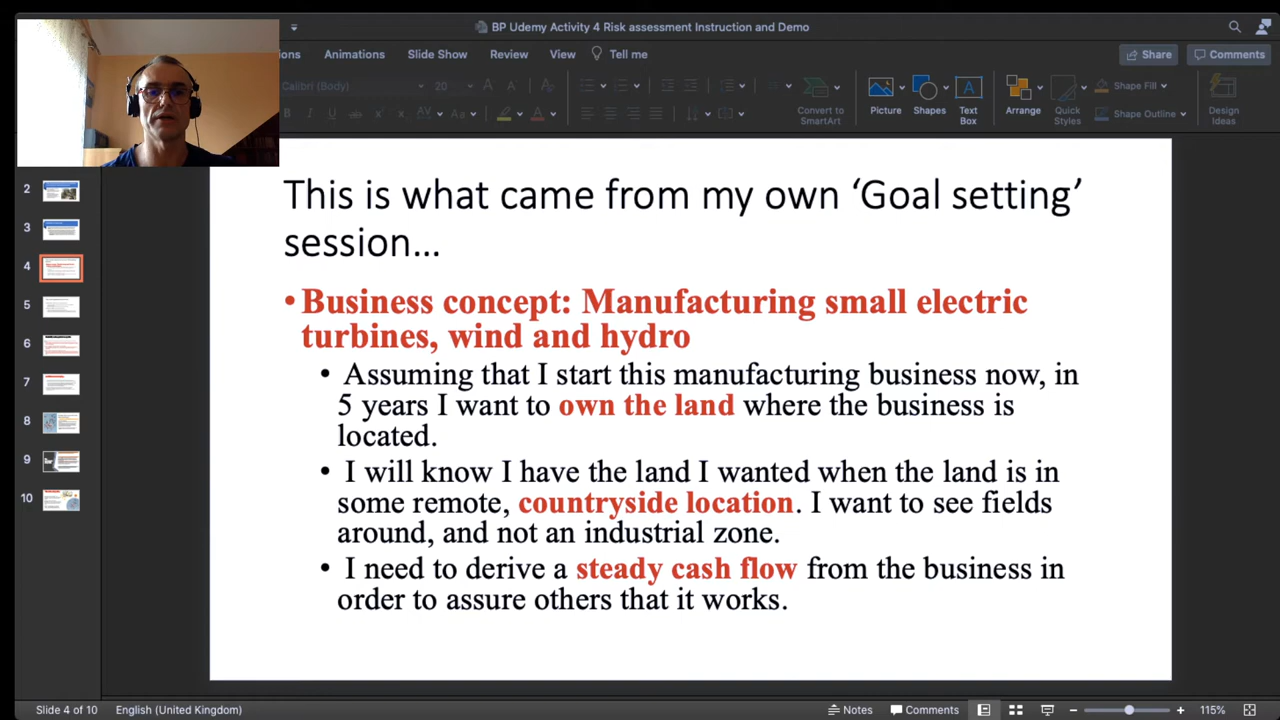 BP Udemy Activity 4 Risk assessment Instruction and Demo
Animations Slide Show Review View Tell me
Share Comments
Calibri (Body) 20
Convert to SmartArt
Picture Shapes Text Box Arrange Quick Styles
Shape Fill
Shape Outline
Design Ideas
This is what came from my own ‘Goal setting’
session…
• Business concept: Manufacturing small electric
turbines, wind and hydro
• Assuming that I start this manufacturing business now, in
5 years I want to own the land where the business is
located.
• I will know I have the land I wanted when the land is in
some remote, countryside location. I want to see fields
around, and not an industrial zone.
• I need to derive a steady cash flow from the business in
order to assure others that it works.
2
3
4
5
6
7
8
9
10
Slide 4 of 10 English (United Kingdom) Notes Comments 115%